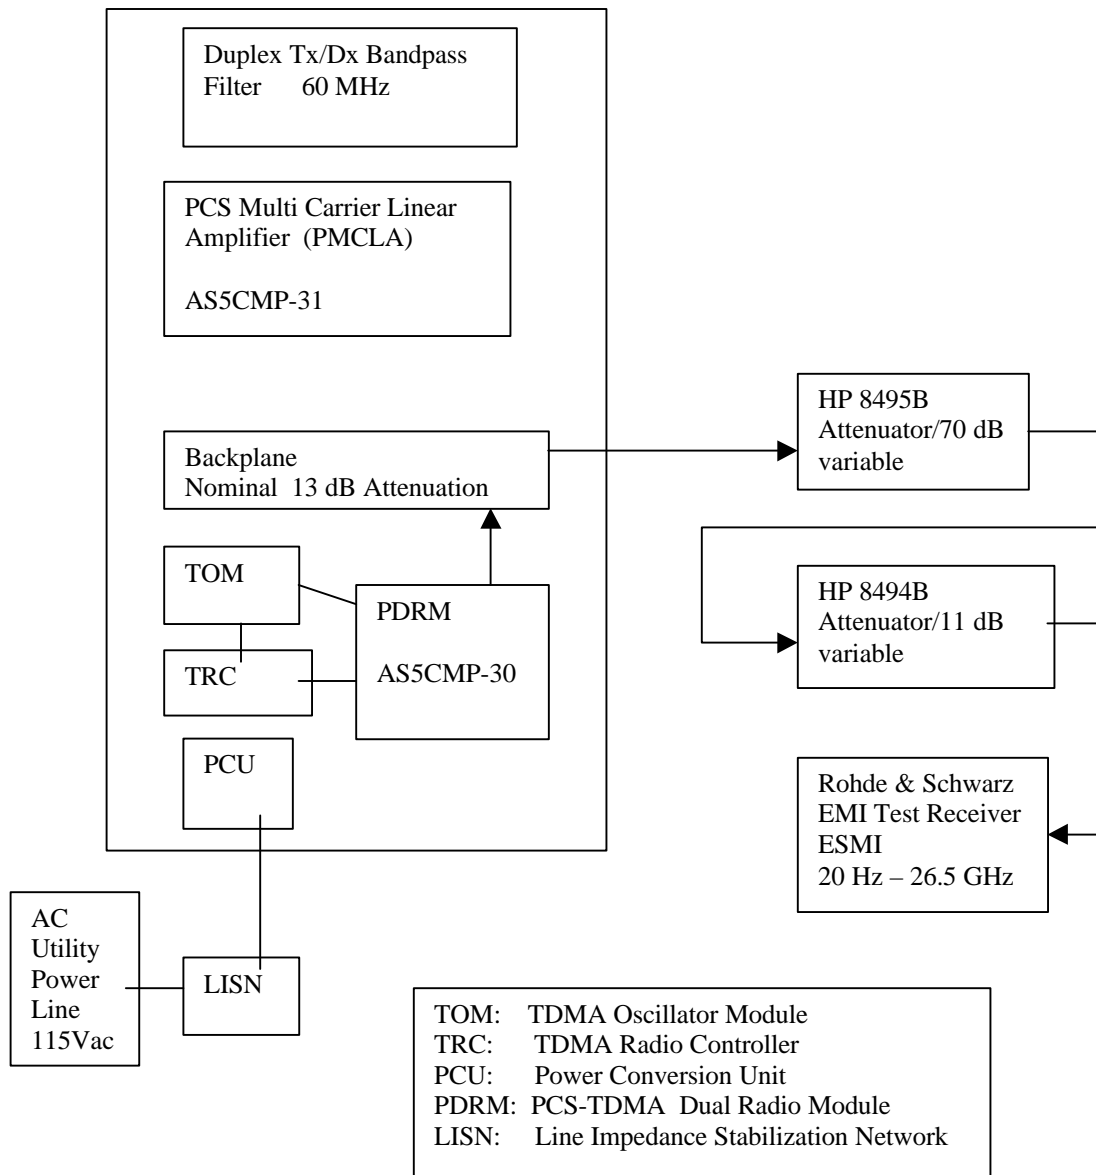 Duplex Tx/Dx Bandpass
Filter 60 MHz
PCS Multi Carrier Linear
Amplifier (PMCLA)
AS5CMP-31
Backplane
Nominal 13 dB Attenuation
TOM
TRC
PDRM
AS5CMP-30
PCU
HP 8495B
Attenuator/70 dB
variable
HP 8494B
Attenuator/11 dB
variable
Rohde & Schwarz
EMI Test Receiver
ESMI
20 Hz – 26.5 GHz
AC
Utility
Power
Line
115Vac
LISN
TOM: TDMA Oscillator Module
TRC: TDMA Radio Controller
PCU: Power Conversion Unit
PDRM: PCS-TDMA Dual Radio Module
LISN: Line Impedance Stabilization Network